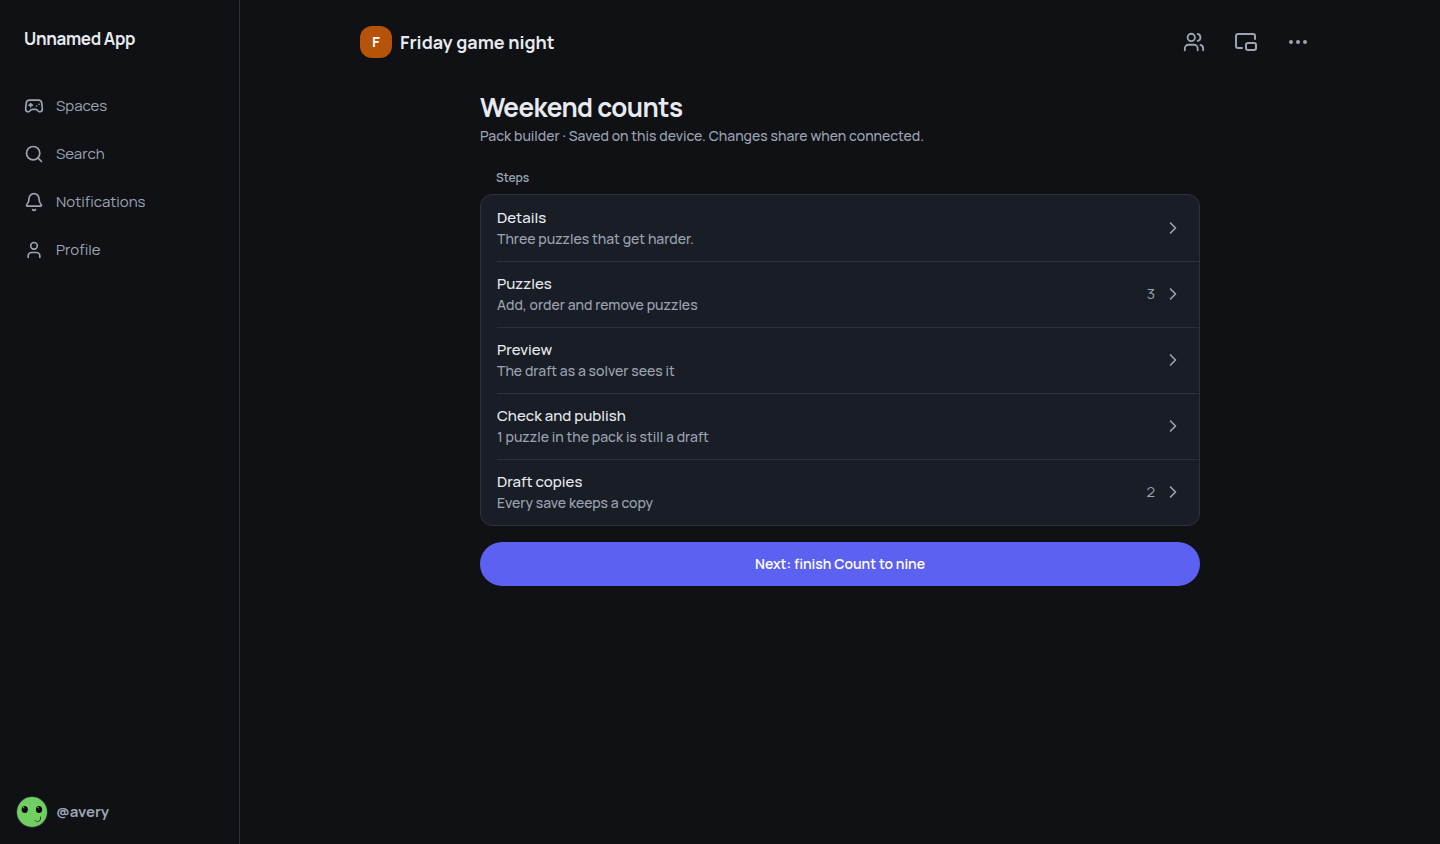 Unnamed App
Spaces
Search
Notifications
Profile
@avery
F
Friday game night
Weekend counts
Pack builder · Saved on this device. Changes share when connected.
Steps
Details
Three puzzles that get harder.
Puzzles
Add, order and remove puzzles
3
Preview
The draft as a solver sees it
Check and publish
1 puzzle in the pack is still a draft
Draft copies
Every save keeps a copy
2
Next: finish Count to nine